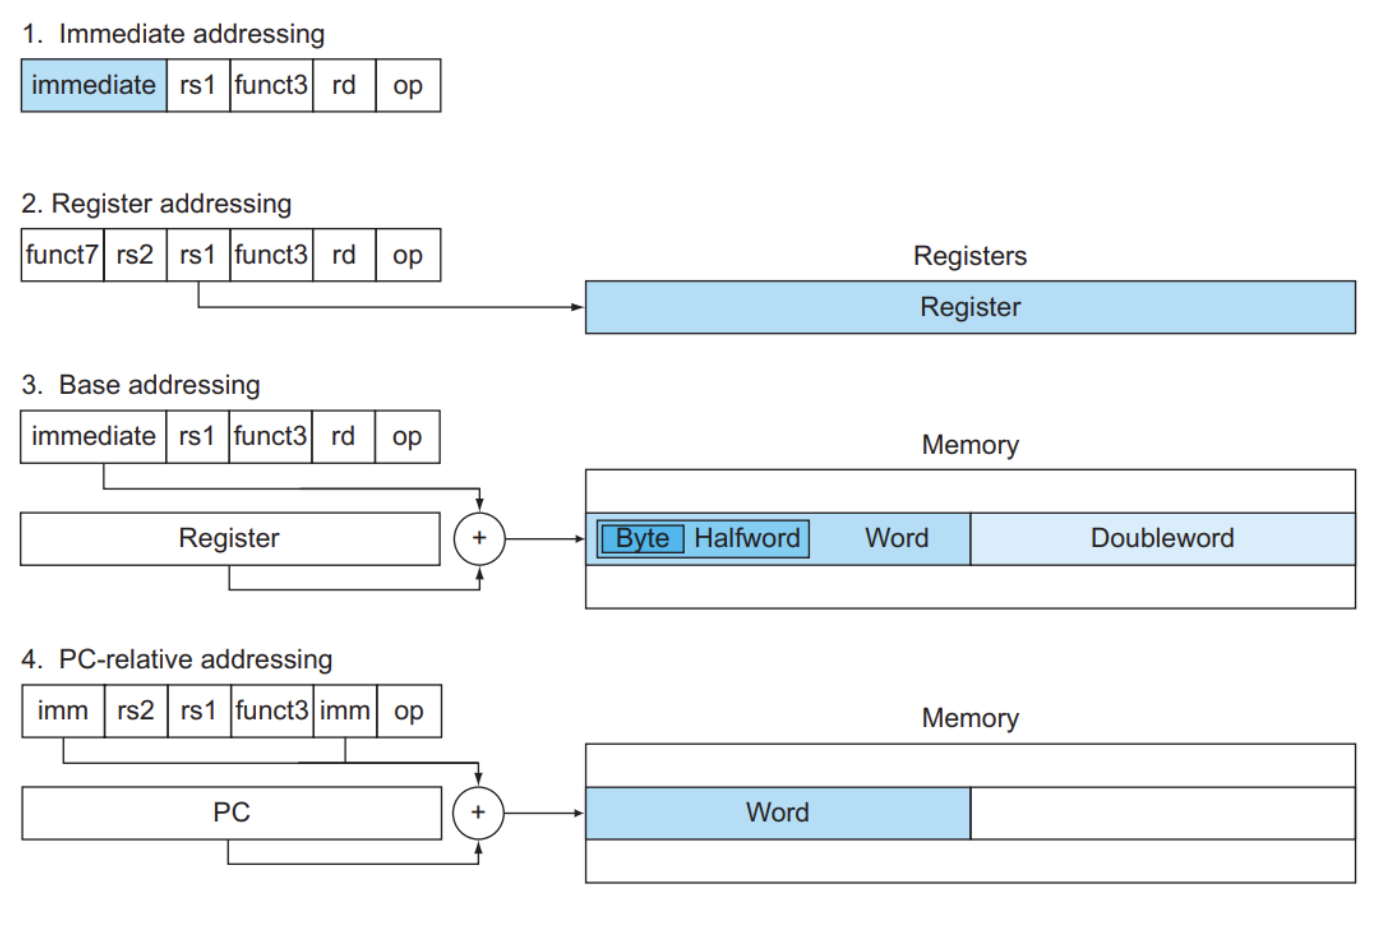 1. Immediate addressing
immediate rs1 funct3 rd op
2. Register addressing
funct7 rs2 rs1 funct3 rd op
Registers
Register
3. Base addressing
immediate rs1 funct3 rd op
Memory
Register + Byte Halfword Word Doubleword
4. PC-relative addressing
imm rs2 rs1 funct3 imm op
Memory
PC + Word